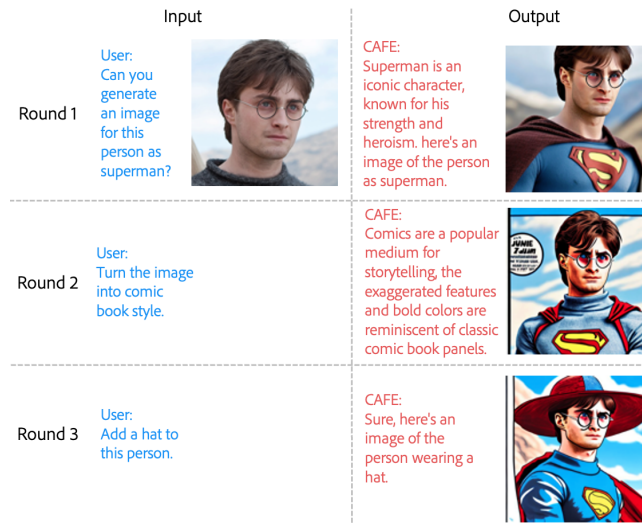 Input
Output
Round 1
User:
Can you
generate
an image
for this
person as
superman?
CAFE:
Superman is an
iconic character,
known for his
strength and
heroism. here's an
image of the person
as superman.
Round 2
User:
Turn the image
into comic
book style.
CAFE:
Comics are a popular
medium for
storytelling, the
exaggerated features
and bold colors are
reminiscent of classic
comic book panels.
JUNIE
Round 3
User:
Add a hat to
this person.
CAFE:
Sure, here's an
image of the
person wearing a
hat.